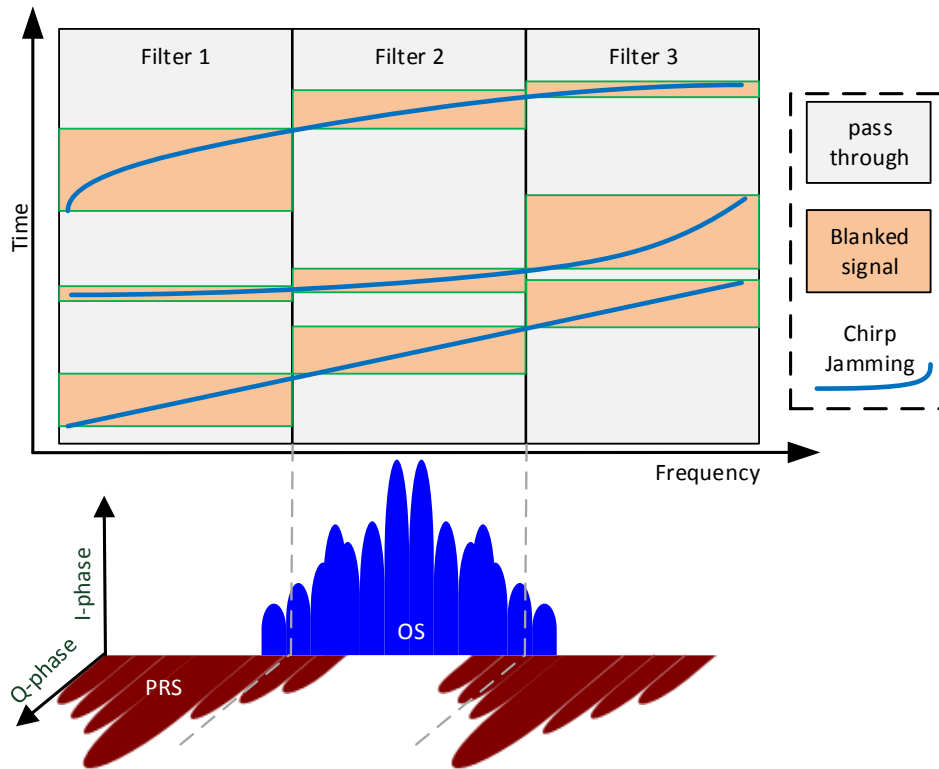 Filter 1
Filter 2
Filter 3
Time
Frequency
pass
through
Blanked
signal
Chirp
Jamming
I-phase
Q-phase
OS
PRS